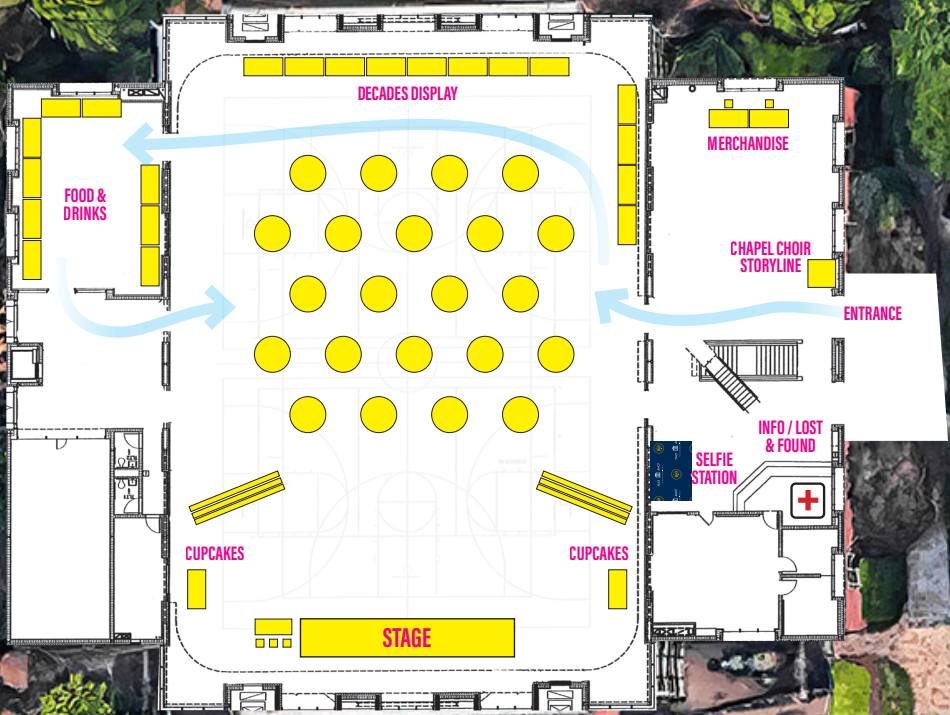 DECADES DISPLAY
MERCHANDISE
FOOD &
DRINKS
CHAPEL CHOIR
STORYLINE
ENTRANCE
INFO / LOST
& FOUND
SELFIE
STATION
CUPCAKES
CUPCAKES
STAGE